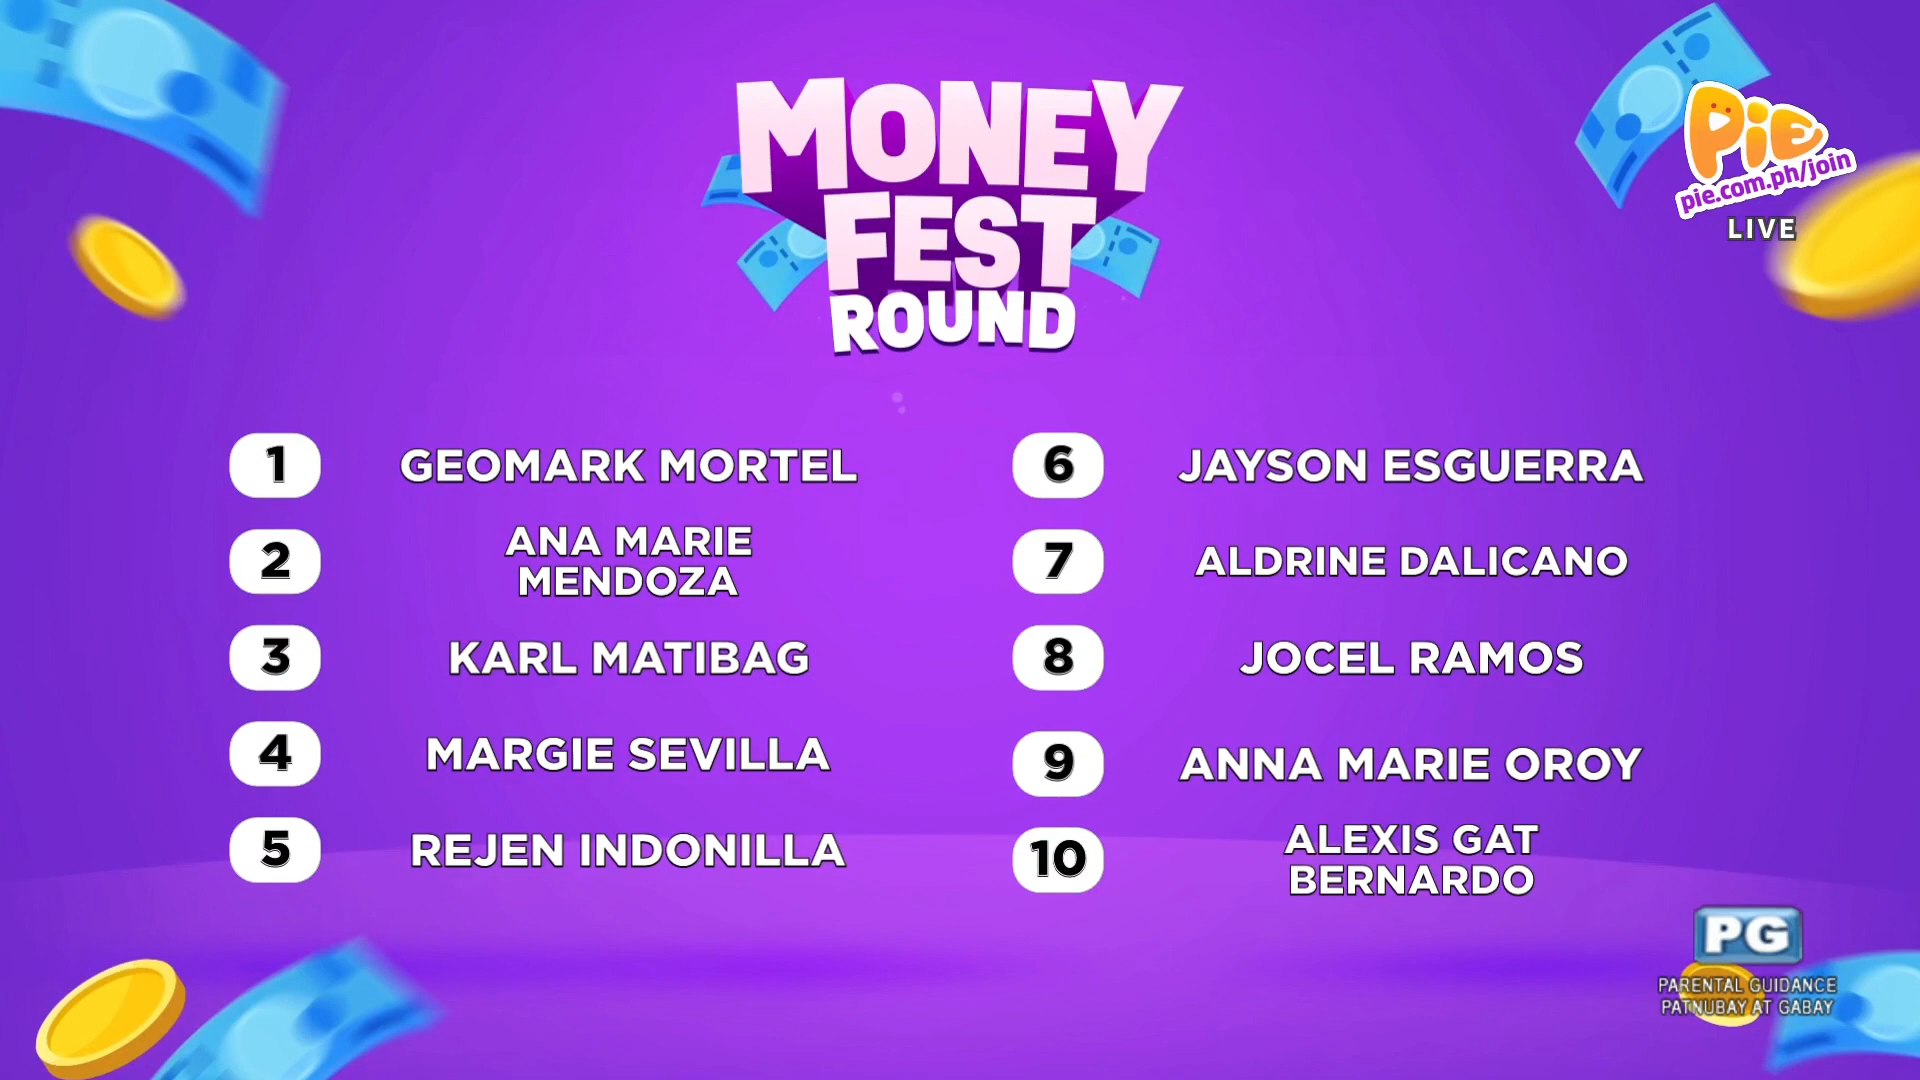 MONEY
FEST
ROUND
PiE
pie.com.ph/join
LIVE
1 GEOMARK MORTEL
2 ANA MARIE
MENDOZA
3 KARL MATIBAG
4 MARGIE SEVILLA
5 REJEN INDONILLA
6 JAYSON ESGUERRA
7 ALDRINE DALICANO
8 JOCEL RAMOS
9 ANNA MARIE OROY
10 ALEXIS GAT
BERNARDO
PG
PARENTAL GUIDANCE
PATNUBAY AT GABAY